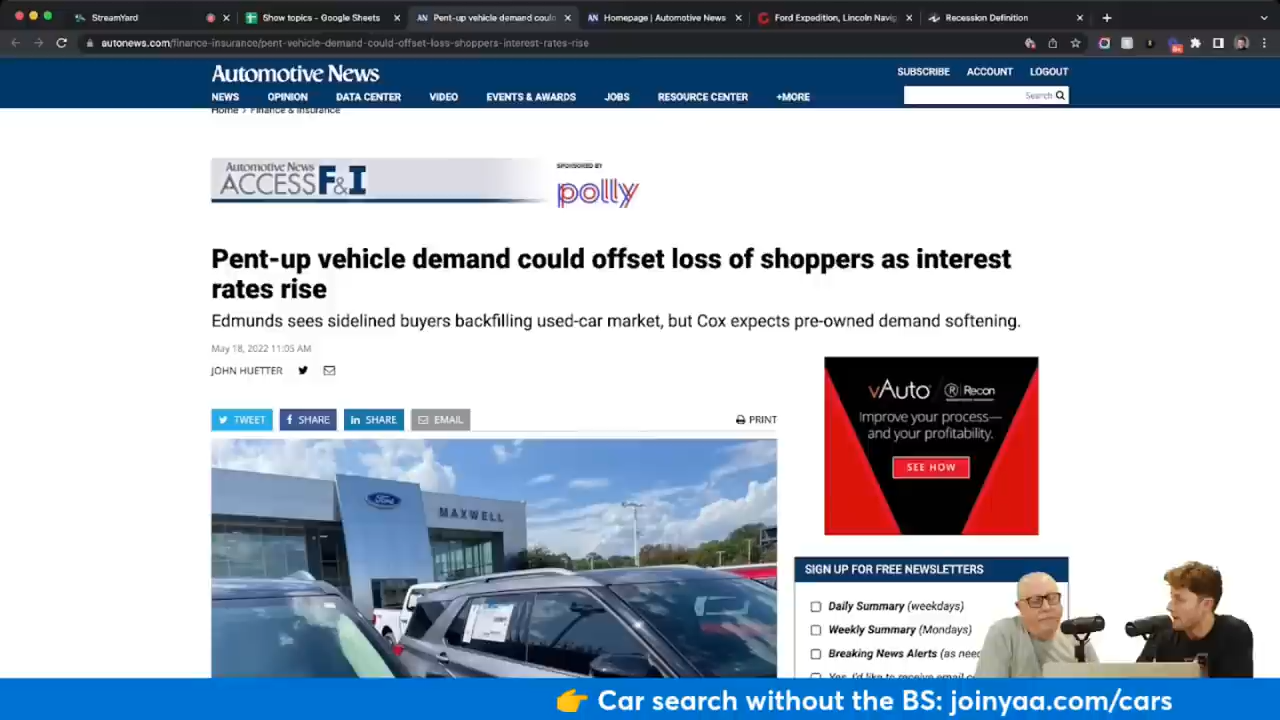 StreamYard
Show topics - Google Sheets
Pent-up vehicle demand could
Homepage | Automotive News
Ford Expedition, Lincoln Navig
Recession Definition
autonews.com/finance-insurance/pent-vehicle-demand-could-offset-loss-shoppers-interest-rates-rise
Automotive News
SUBSCRIBE ACCOUNT LOGOUT
NEWS OPINION DATA CENTER VIDEO EVENTS & AWARDS JOBS RESOURCE CENTER +MORE
Search
Home > Finance & Insurance
Automotive News
ACCESS F&I
SPONSORED BY
polly
Pent-up vehicle demand could offset loss of shoppers as interest
rates rise
Edmunds sees sidelined buyers backfilling used-car market, but Cox expects pre-owned demand softening.
May 18, 2022 11:05 AM
JOHN HUETTER
TWEET SHARE SHARE EMAIL
PRINT
vAuto Recon
Improve your process—
and your profitability.
SEE HOW
Ford
MAXWELL
SIGN UP FOR FREE NEWSLETTERS
Daily Summary (weekdays)
Weekly Summary (Mondays)
Breaking News Alerts (as nee
👉 Car search without the BS: joinyaa.com/cars